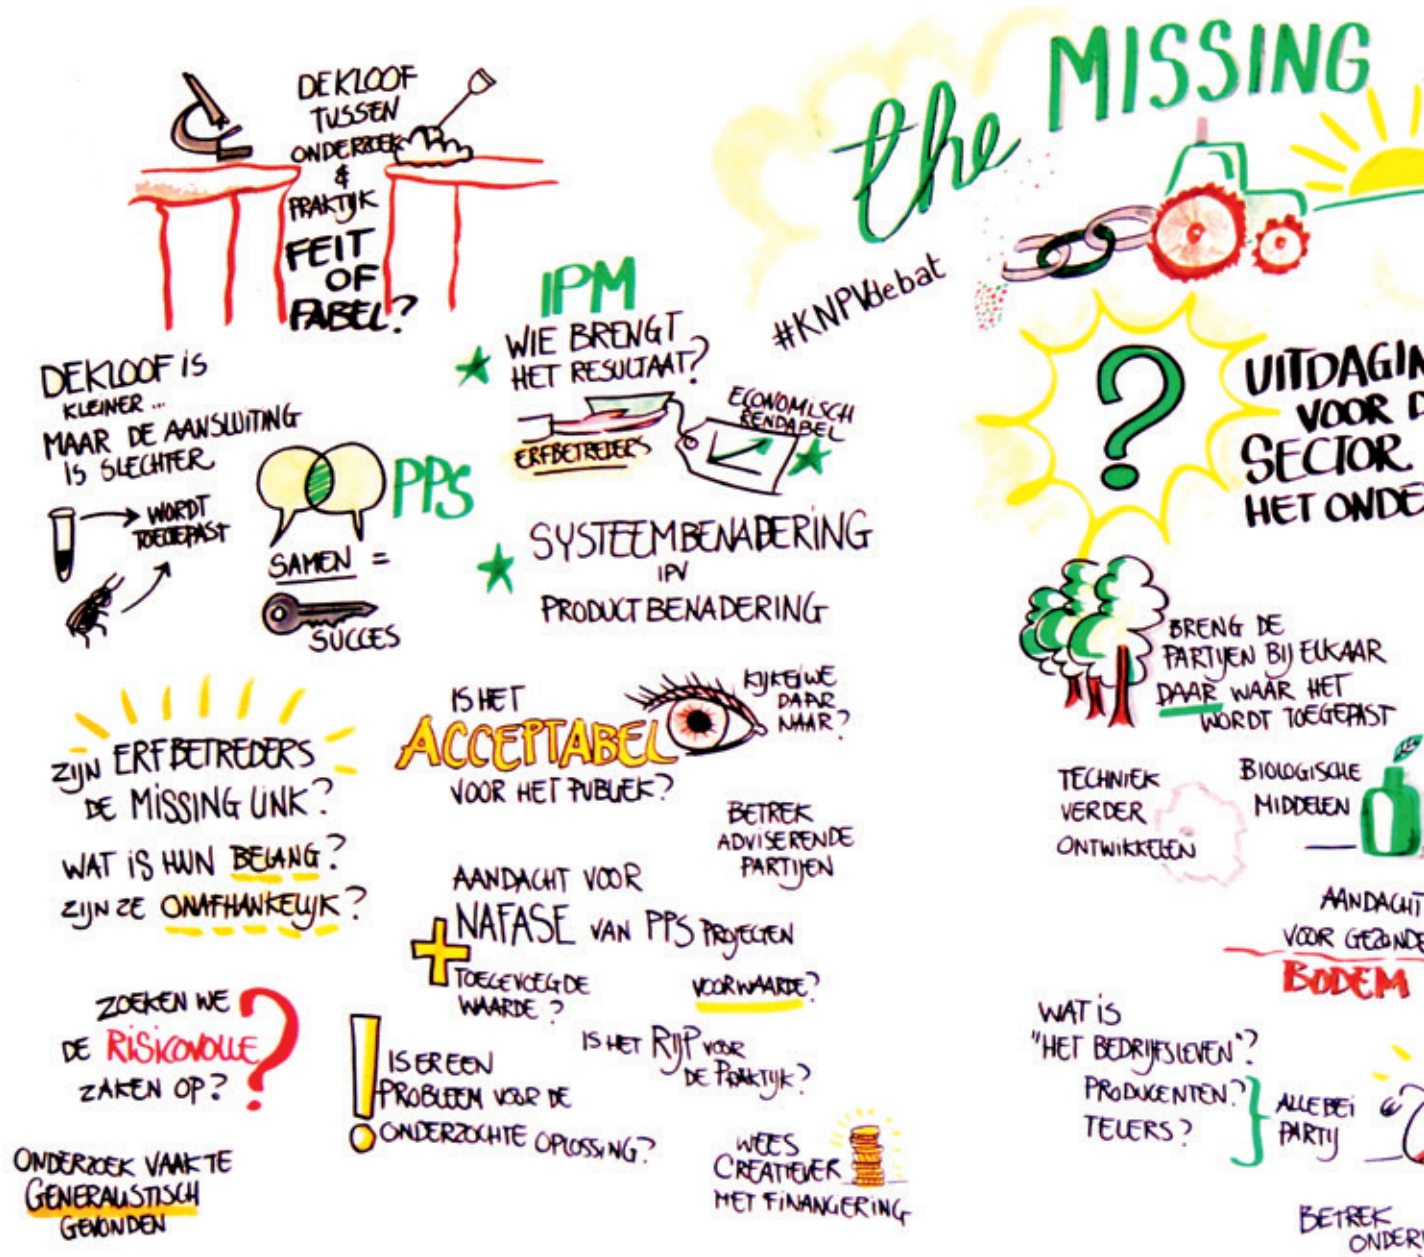 DE KLOOF
TUSSEN
ONDERZOEK
&
PRAKTIJK
FEIT
OF
FABEL?
the MISSING
#KNPVdebat
DE KLOOF IS
KLEINER ...
MAAR DE AANSLUITING
IS SLECHTER
WORDT
TOEGEPAST
PPS
SAMEN =
SUCCES
IPM
WIE BRENGT
HET RESULTAAT?
ERFBETREDERS
ECONOMISCH
RENDABEL
SYSTEEMBENADERING
IPV
PRODUCTBENADERING
ZIJN ERFBETREDERS
DE MISSING LINK?
WAT IS HUN BELANG?
ZIJN ZE ONAFHANKELIJK?
IS HET
ACCEPTABEL
VOOR HET PUBLIEK?
KIJKEN WE
DAAR
NAAR?
BETREK
ADVISERENDE
PARTIJEN
AANDACHT VOOR
NAFASE VAN PPS PROJECTEN
TOEGEVOEGDE
WAARDE?
VOORWAARDE?
ZOEKEN WE
DE RISICOVOLLE
ZAKEN OP?
IS ER EEN
PROBLEEM VOOR DE
ONDERZOCHTE OPLOSSING?
IS HET RIJP VOOR
DE PRAKTIJK?
ONDERZOEK VAAK TE
GENERALISTISCH
GEVONDEN
WEES
CREATIEVER
MET FINANCIERING
UITDAGIN
VOOR D
SECTOR.
HET ONDE
BRENG DE
PARTIJEN BIJ ELKAAR
DAAR WAAR HET
WORDT TOEGEPAST
TECHNIEK
VERDER
ONTWIKKELEN
BIOLOGISCHE
MIDDELEN
AANDACHT
VOOR GEZONDE
BODEM
WAT IS
"HET BEDRIJFSLEVEN"?
PRODUCENTEN?
TELERS?
ALLEBEI
PARTIJ
BETREK
ONDER